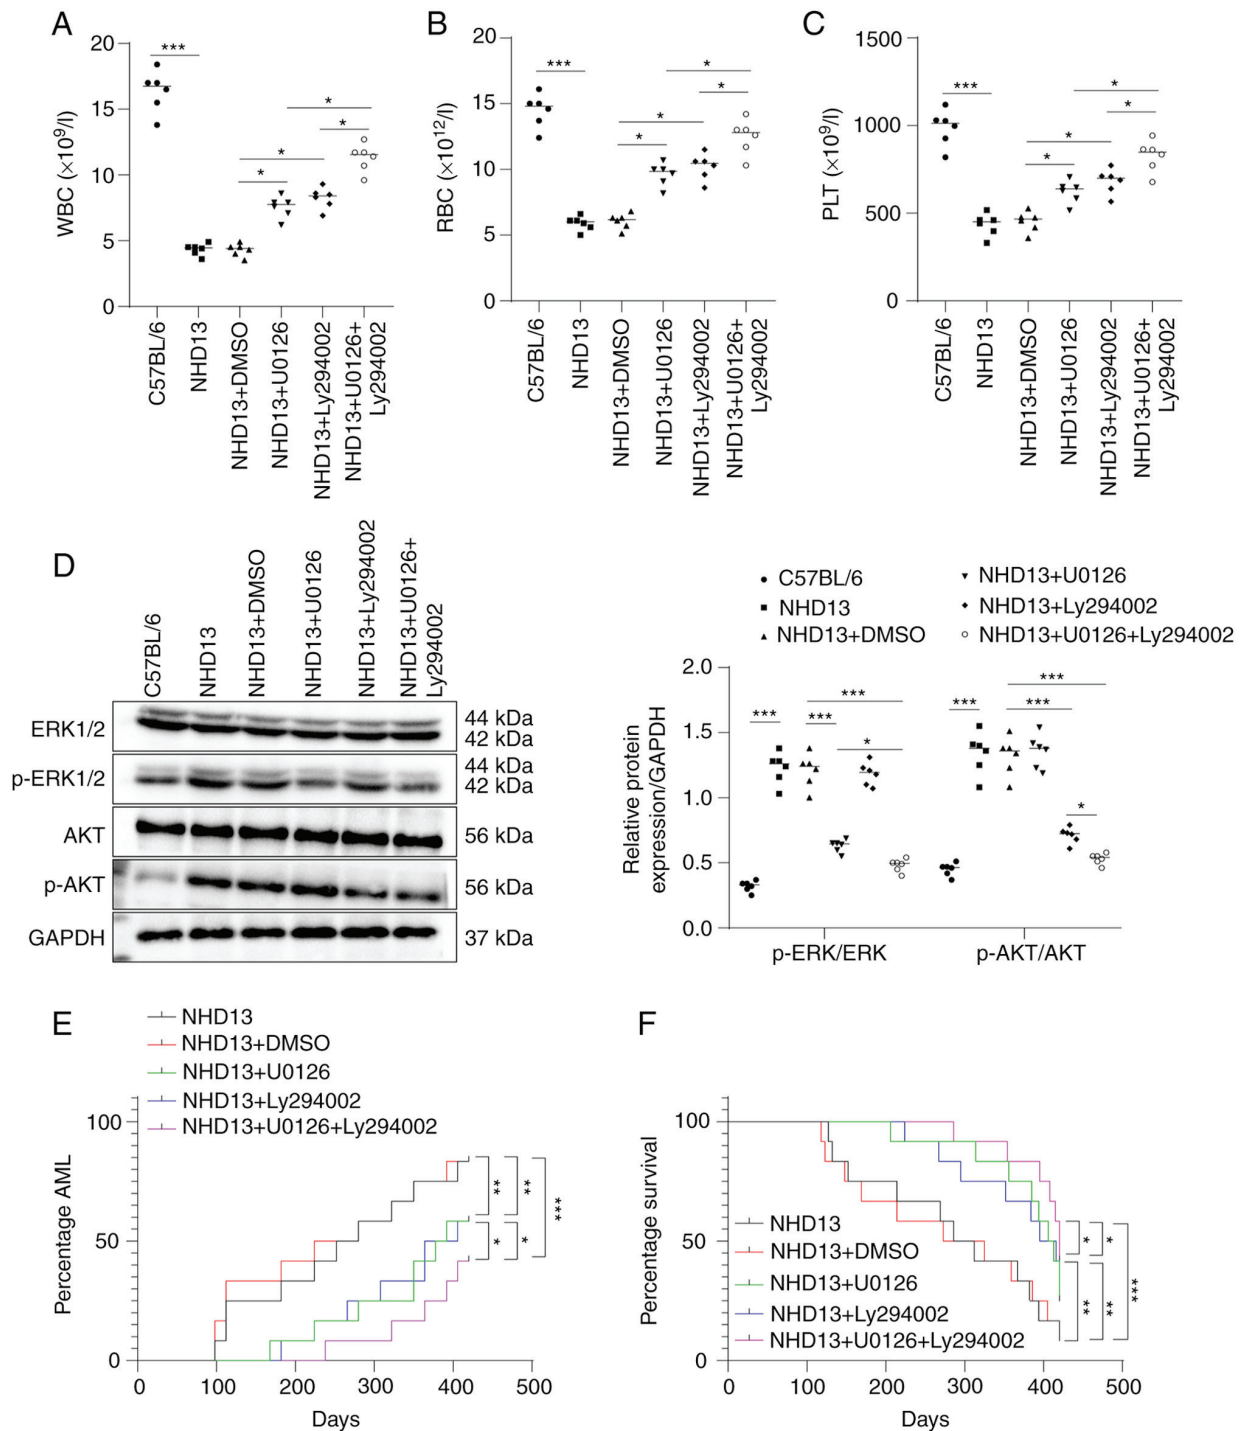 A
WBC (×10⁹/l)
20
15
10
5
0
***
*
*
*
*
C57BL/6
NHD13
NHD13+DMSO
NHD13+U0126
NHD13+Ly294002
NHD13+U0126+
Ly294002
B
RBC (×10¹²/l)
20
15
10
5
0
***
*
*
*
*
C57BL/6
NHD13
NHD13+DMSO
NHD13+U0126
NHD13+Ly294002
NHD13+U0126+
Ly294002
C
PLT (×10⁹/l)
1500
1000
500
0
***
*
*
*
*
C57BL/6
NHD13
NHD13+DMSO
NHD13+U0126
NHD13+Ly294002
NHD13+U0126+
Ly294002
D
C57BL/6
NHD13
NHD13+DMSO
NHD13+U0126
NHD13+Ly294002
NHD13+U0126+
Ly294002
ERK1/2
44 kDa
42 kDa
p-ERK1/2
44 kDa
42 kDa
AKT
56 kDa
p-AKT
56 kDa
GAPDH
37 kDa
C57BL/6
NHD13
NHD13+DMSO
NHD13+U0126
NHD13+Ly294002
NHD13+U0126+Ly294002
Relative protein
expression/GAPDH
2.0
1.5
1.0
0.5
0.0
***
***
***
*
***
***
***
*
p-ERK/ERK
p-AKT/AKT
E
NHD13
NHD13+DMSO
NHD13+U0126
NHD13+Ly294002
NHD13+U0126+Ly294002
Percentage AML
100
50
0
**
**
***
*
*
0 100 200 300 400 500
Days
F
Percentage survival
100
50
0
NHD13
NHD13+DMSO
NHD13+U0126
NHD13+Ly294002
NHD13+U0126+Ly294002
*
*
***
**
**
0 100 200 300 400 500
Days